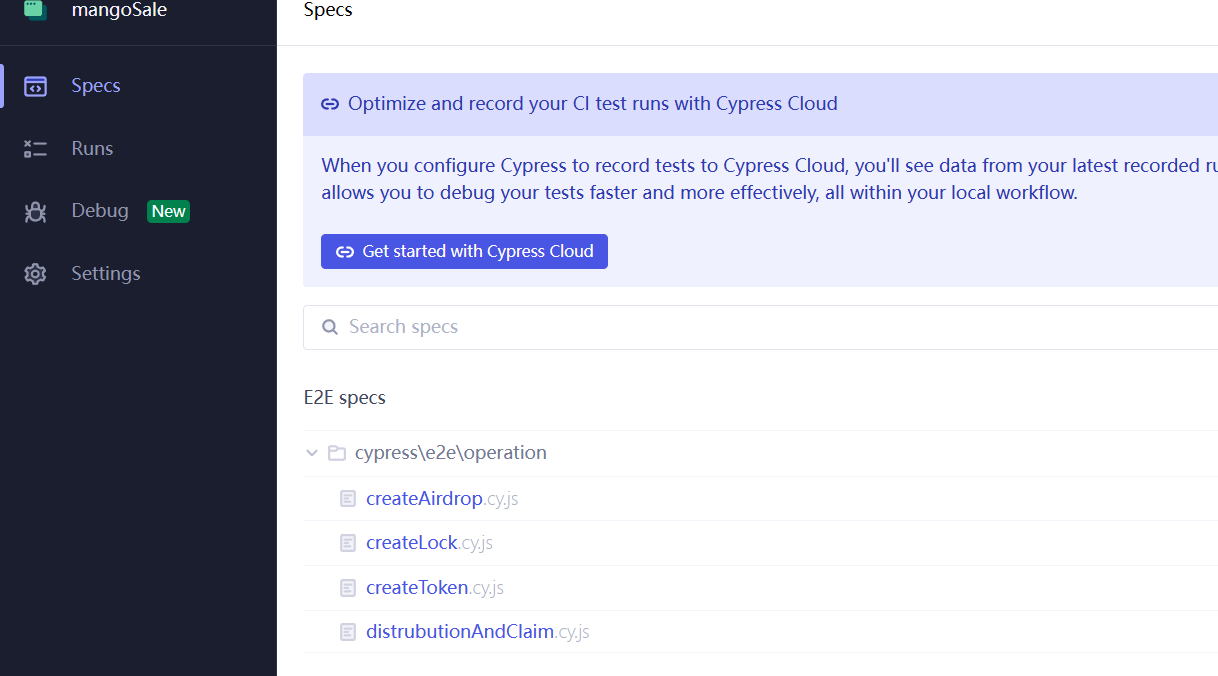 mangoSale
Specs
Runs
Debug New
Settings
Specs
Optimize and record your CI test runs with Cypress Cloud
When you configure Cypress to record tests to Cypress Cloud, you'll see data from your latest recorded
allows you to debug your tests faster and more effectively, all within your local workflow.
Get started with Cypress Cloud
Search specs
E2E specs
cypress\e2e\operation
createAirdrop.cy.js
createLock.cy.js
createToken.cy.js
distrubutionAndClaim.cy.js